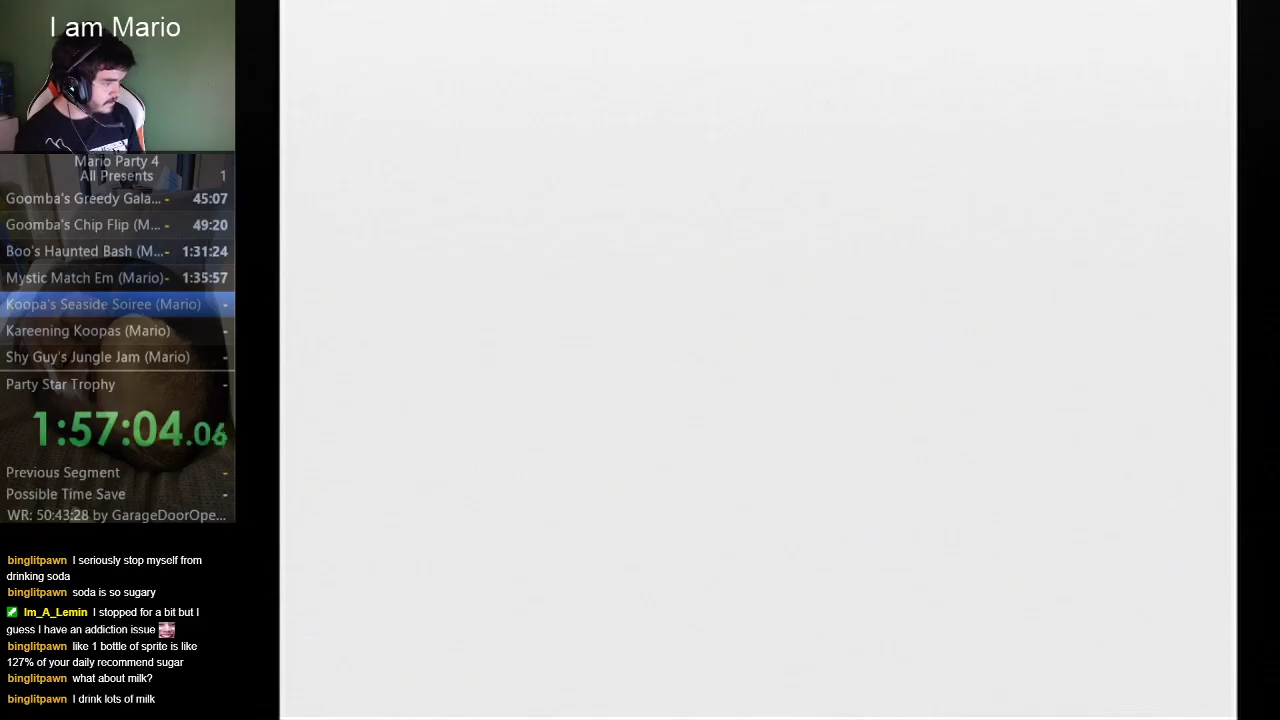 I am Mario
Mario Party 4
All Presents 1
Goomba's Greedy Gala... - 45:07
Goomba's Chip Flip (M... - 49:20
Boo's Haunted Bash (M... - 1:31:24
Mystic Match Em (Mario) - 1:35:57
Koopa's Seaside Soiree (Mario) -
Kareening Koopas (Mario) -
Shy Guy's Jungle Jam (Mario) -
Party Star Trophy -
1:57:04.06
Previous Segment -
Possible Time Save -
WR: 50:43:28 by GarageDoorOpe...
binglitpawn I seriously stop myself from
drinking soda
binglitpawn soda is so sugary
Im_A_Lemin I stopped for a bit but I
guess I have an addiction issue
binglitpawn like 1 bottle of sprite is like
127% of your daily recommend sugar
binglitpawn what about milk?
binglitpawn I drink lots of milk